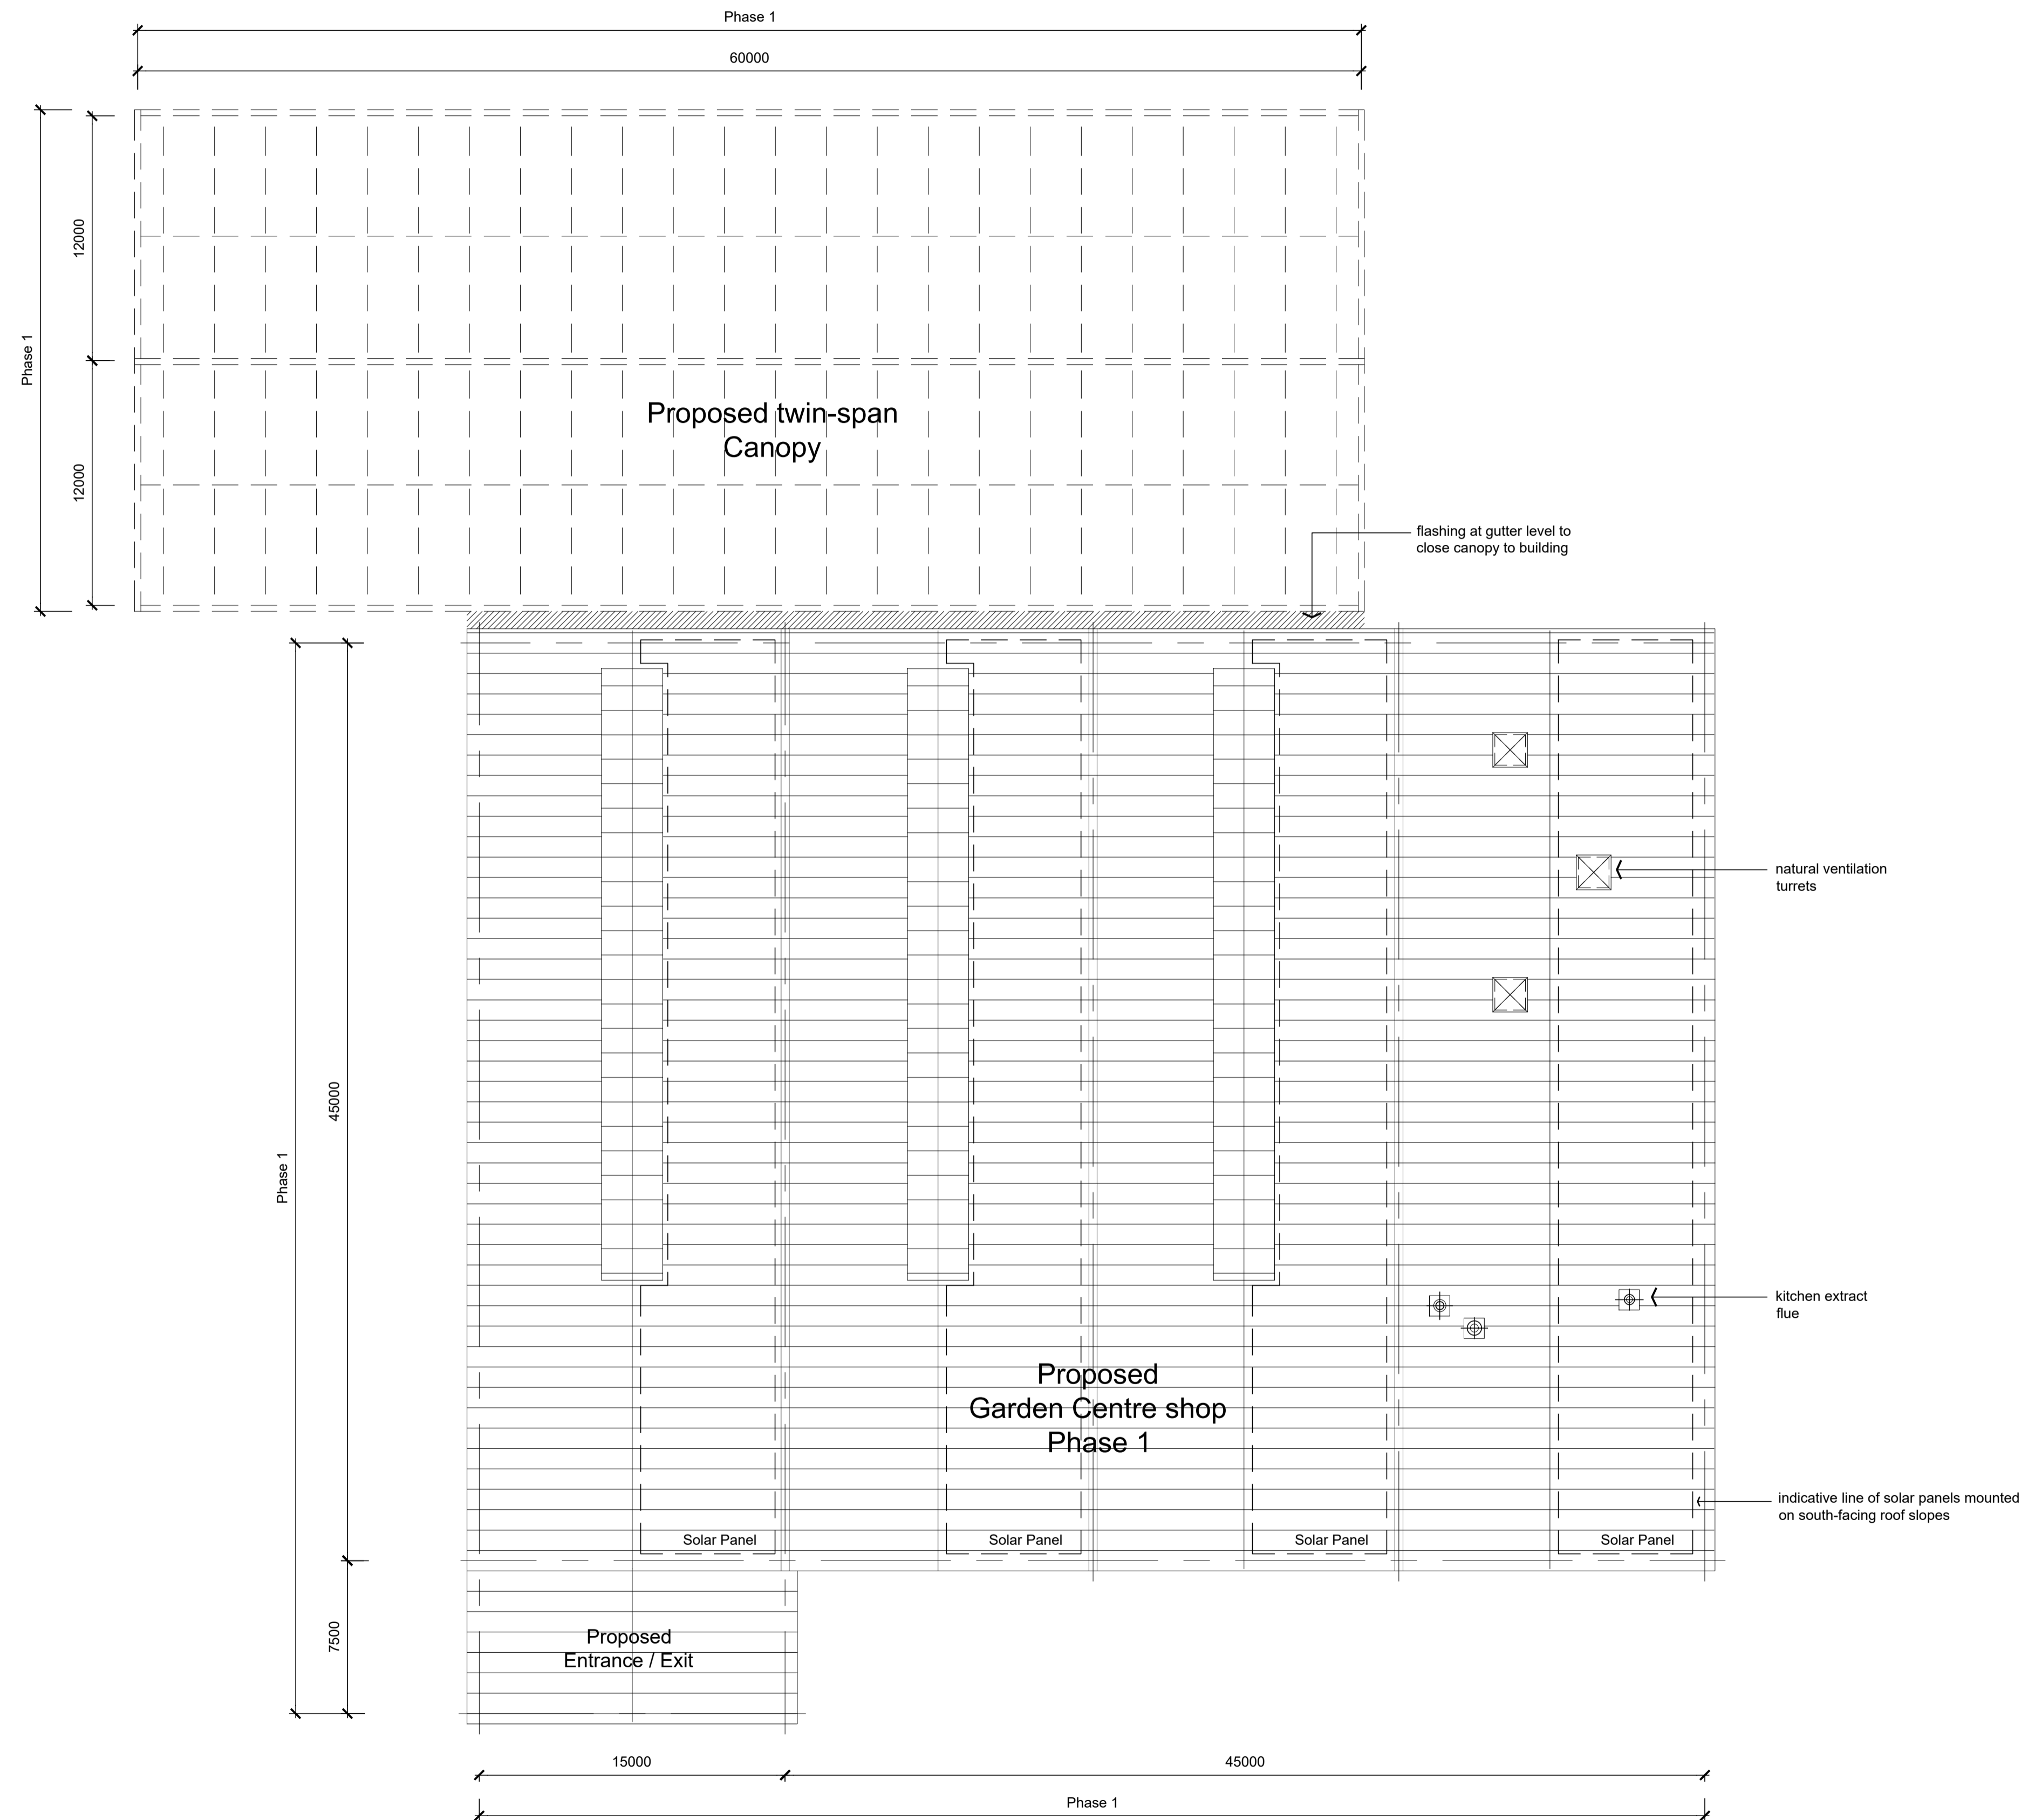 Phase 1
60000
12000
Phase 1
12000
Proposed twin-span
Canopy
flashing at gutter level to
close canopy to building
natural ventilation
turrets
45000
Phase 1
kitchen extract
flue
Proposed
Garden Centre shop
Phase 1
indicative line of solar panels mounted
on south-facing roof slopes
Solar Panel
Solar Panel
Solar Panel
Solar Panel
7500
Proposed
Entrance / Exit
15000
45000
Phase 1